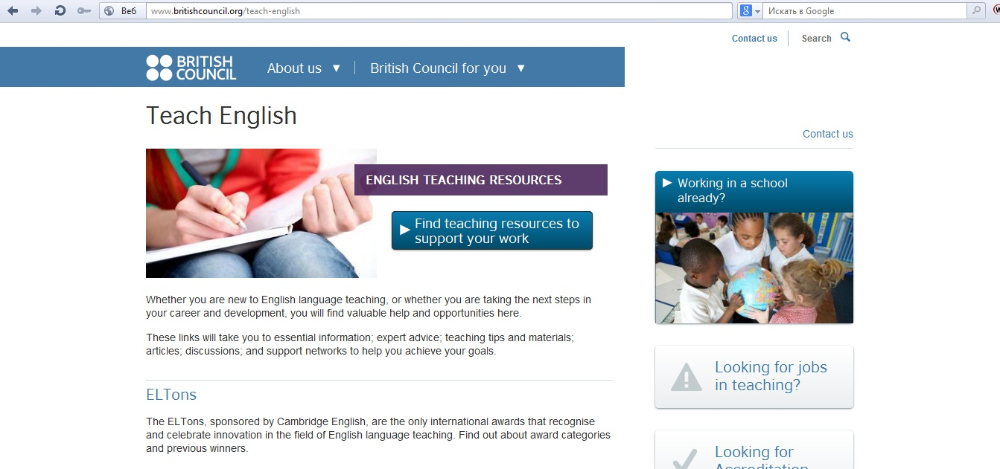 Веб
www.britishcouncil.org/teach-english
Искать в Google
Contact us
Search
BRITISH
COUNCIL
About us
British Council for you
Teach English
Contact us
ENGLISH TEACHING RESOURCES
Find teaching resources to
support your work
Working in a school
already?
Whether you are new to English language teaching, or whether you are taking the next steps in
your career and development, you will find valuable help and opportunities here.
These links will take you to essential information; expert advice; teaching tips and materials;
articles; discussions; and support networks to help you achieve your goals.
Looking for jobs
in teaching?
ELTons
The ELTons, sponsored by Cambridge English, are the only international awards that recognise
and celebrate innovation in the field of English language teaching. Find out about award categories
and previous winners.
Looking for
Accreditation